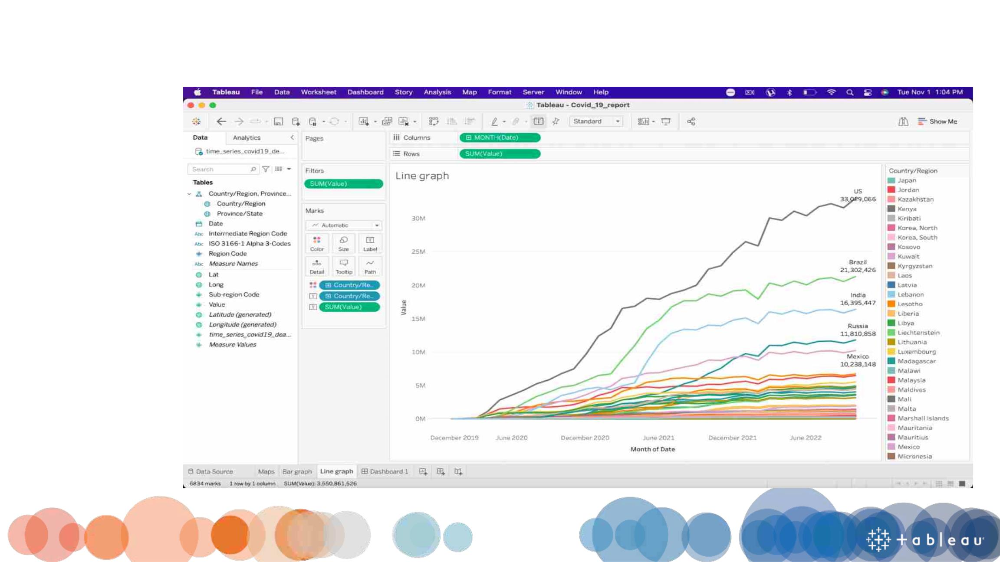 Tableau File Data Worksheet Dashboard Story Analysis Map Format Server Window Help Tue Nov 1 1:04 PM
Tableau - Covid_19_report
Standard Show Me
Data Analytics
time_series_covid19_de...
Search
Tables
Country/Region, Province...
Country/Region
Province/State
Date
Abc Intermediate Region Code
Abc ISO 3166-1 Alpha 3-Codes
# Region Code
Abc Measure Names
Lat
Long
# Sub-region Code
# Value
Latitude (generated)
Longitude (generated)
# time_series_covid19_dea...
# Measure Values
Pages
Filters
SUM(Value)
Marks
Automatic
Color Size Label
Detail Tooltip Path
Country/Re..
Country/Re..
SUM(Value)
Columns MONTH(Date)
Rows SUM(Value)
Line graph
Value
30M
25M
20M
15M
10M
5M
0M
US
33,029,066
Brazil
21,302,426
India
16,395,447
Russia
11,810,858
Mexico
10,238,148
December 2019 June 2020 December 2020 June 2021 December 2021 June 2022
Month of Date
Country/Region
Japan
Jordan
Kazakhstan
Kenya
Kiribati
Korea, North
Korea, South
Kosovo
Kuwait
Kyrgyzstan
Laos
Latvia
Lebanon
Lesotho
Liberia
Libya
Liechtenstein
Lithuania
Luxembourg
Madagascar
Malawi
Malaysia
Maldives
Mali
Malta
Marshall Islands
Mauritania
Mauritius
Mexico
Micronesia
Data Source Maps Bar graph Line graph Dashboard 1
6834 marks 1 row by 1 column SUM(Value): 3,550,861,526
+ableau